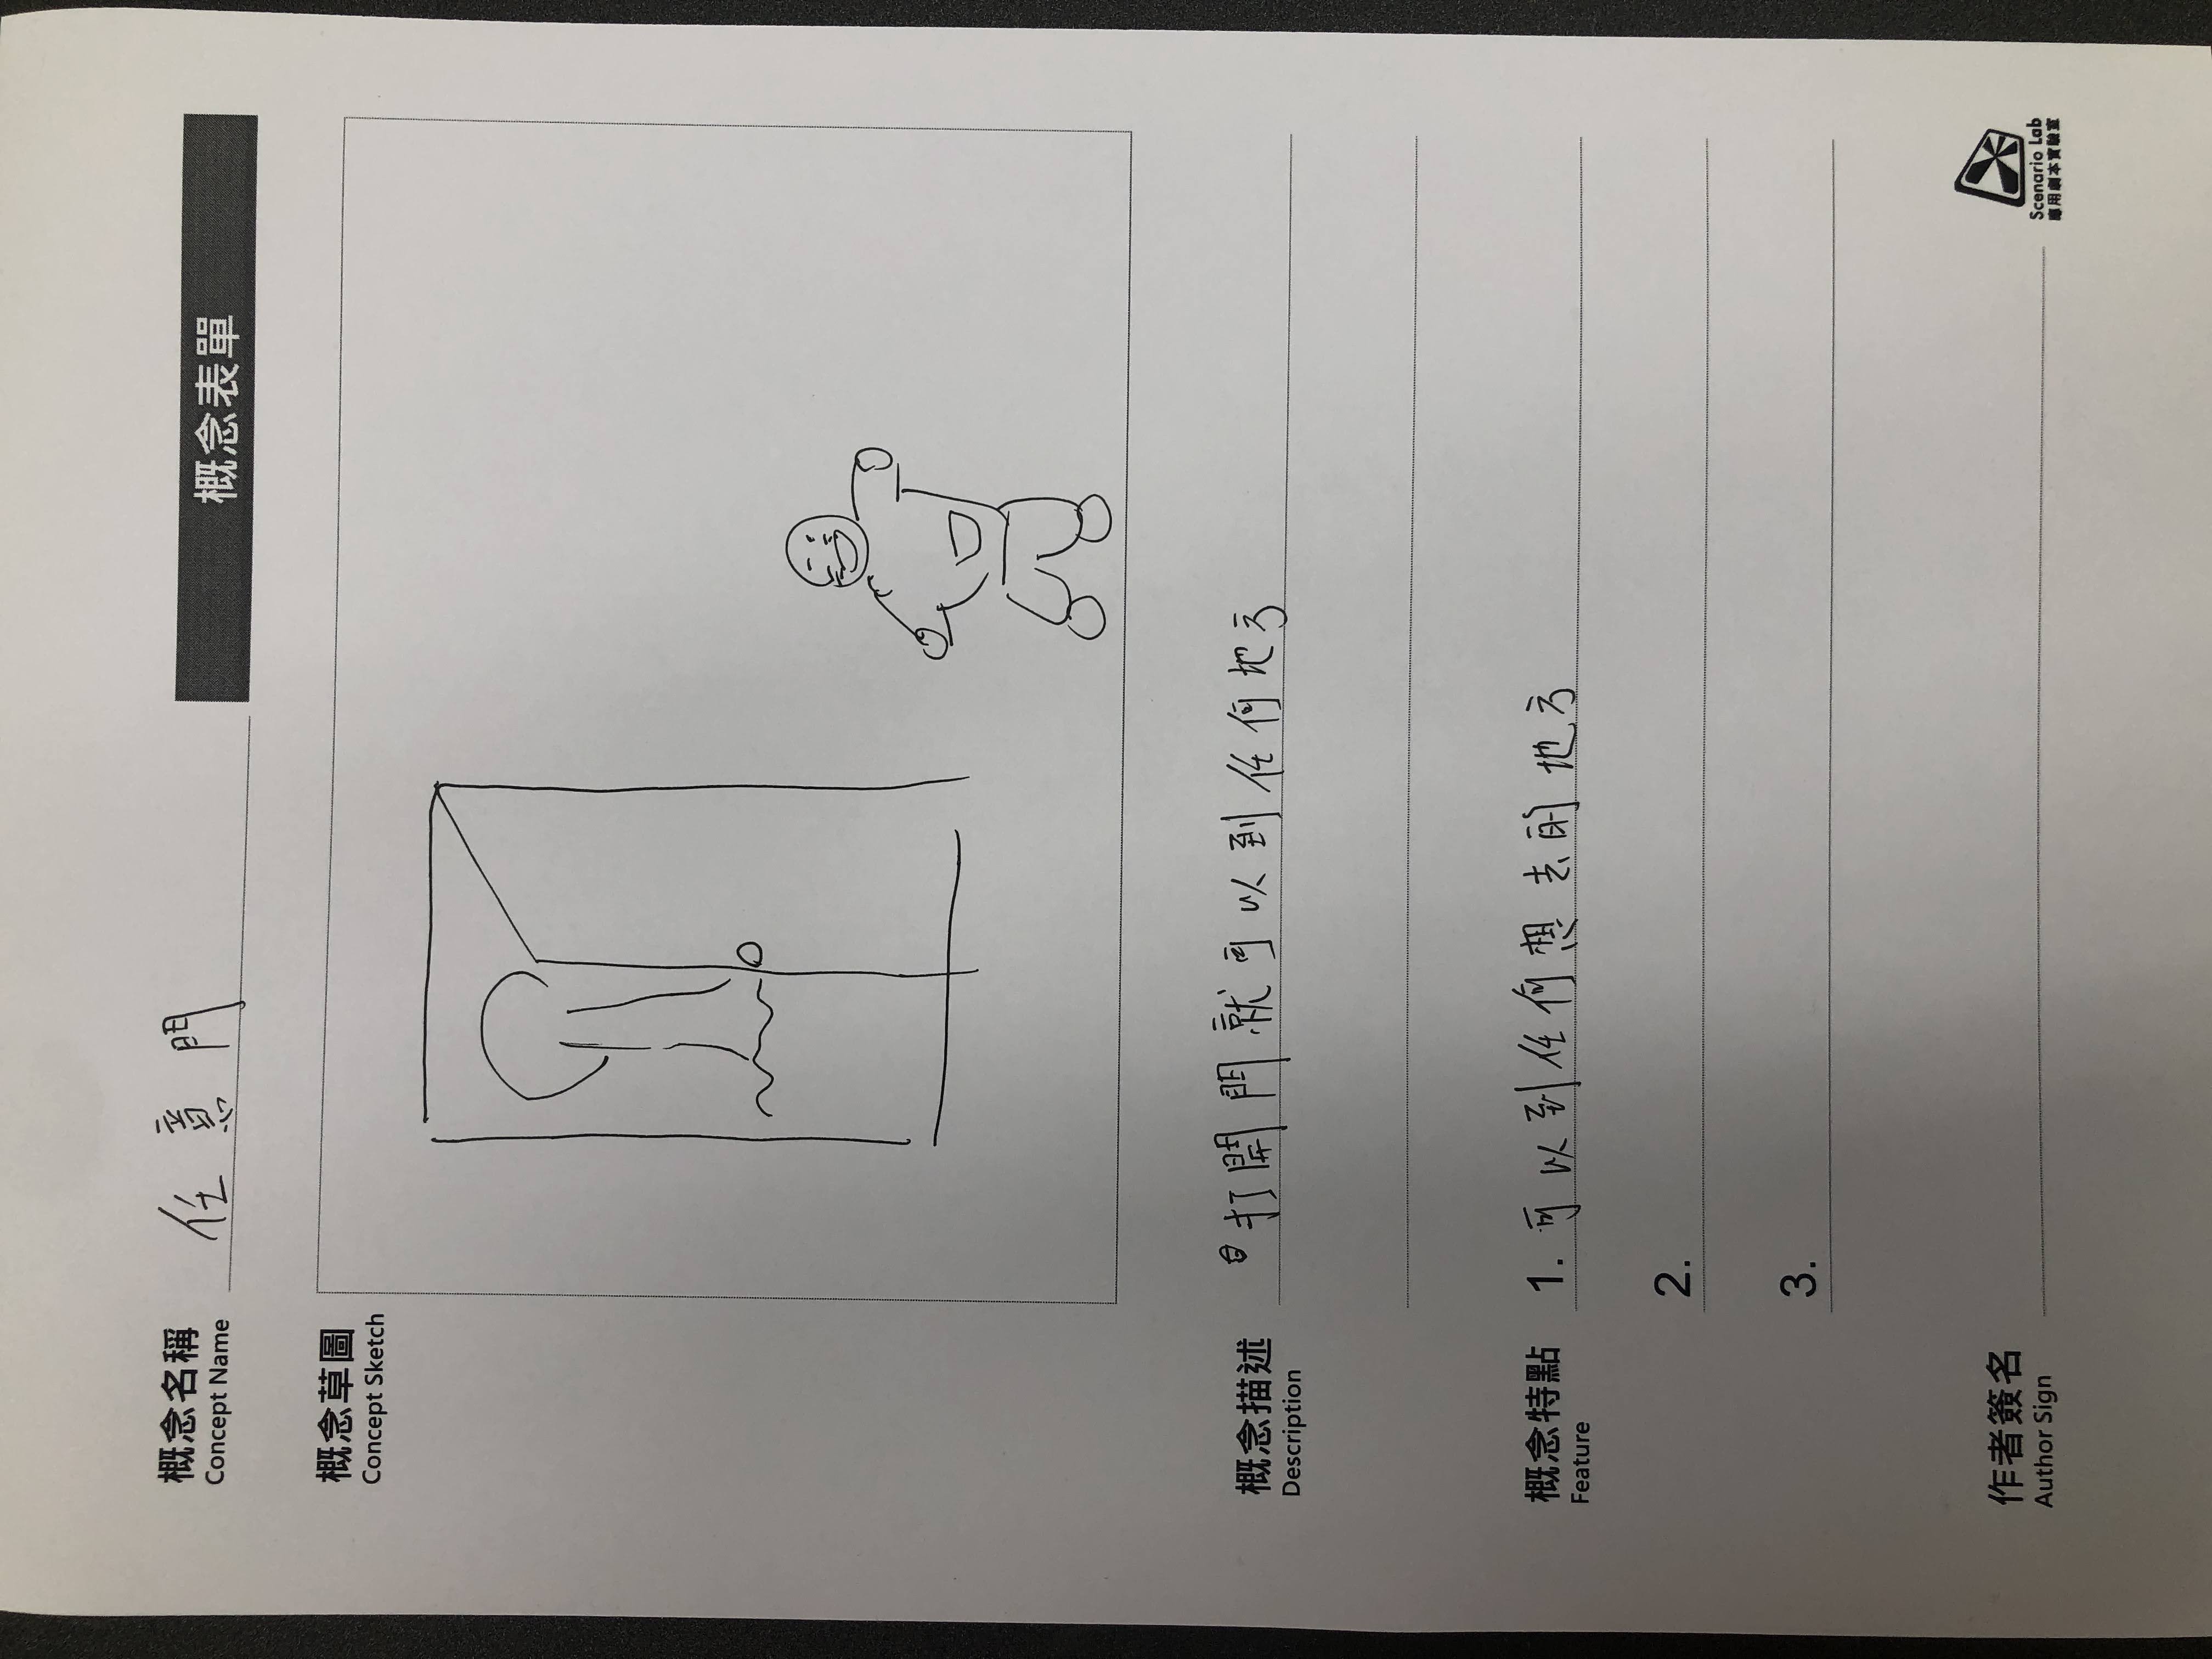 概念名稱 任意門
Concept Name
概念表單
概念草圖
Concept Sketch
概念描述 打開門就可以到任何地方
Description
概念特點 1. 可以到任何想去的地方
Feature
2.
3.
作者簽名
Author Sign
Scenario Lab
應用劇本實驗室